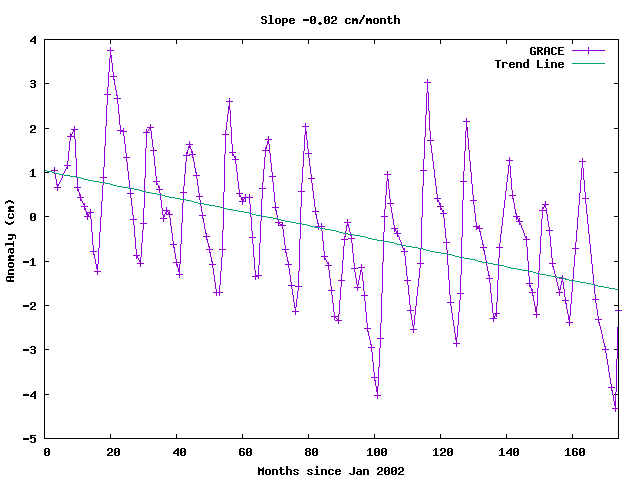 Slope -0.02 cm/month
GRACE
Trend Line
4
3
2
1
0
-1
-2
-3
-4
-5
Anomaly (cm)
0 20 40 60 80 100 120 140 160
Months since Jan 2002